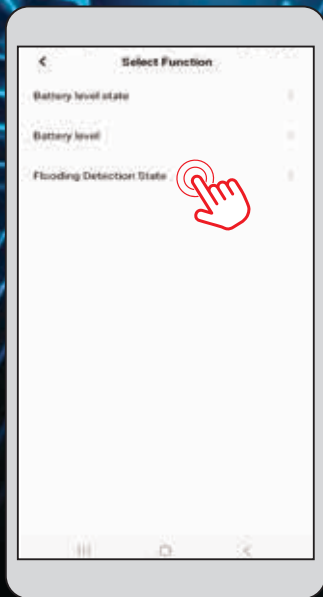 Select Function
Battery level state
Battery level
Flooding Detection State